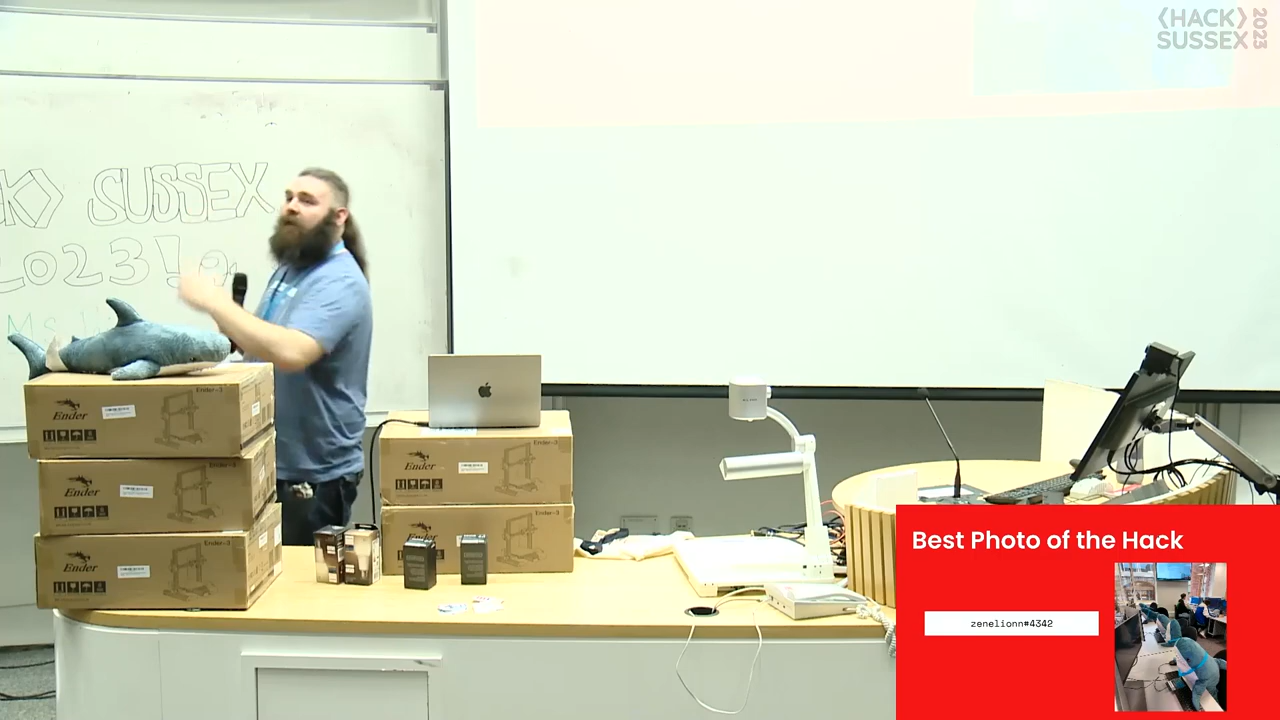 ⟨HACK⟩
SUSSEX
2023
CK⟩ SUSSEX
2023!
Ender-3
Ender
Ender-3
Ender
Ender-3
Ender
Ender-3
Ender
Ender-3
Ender
Best Photo of the Hack
zenelionn#4342